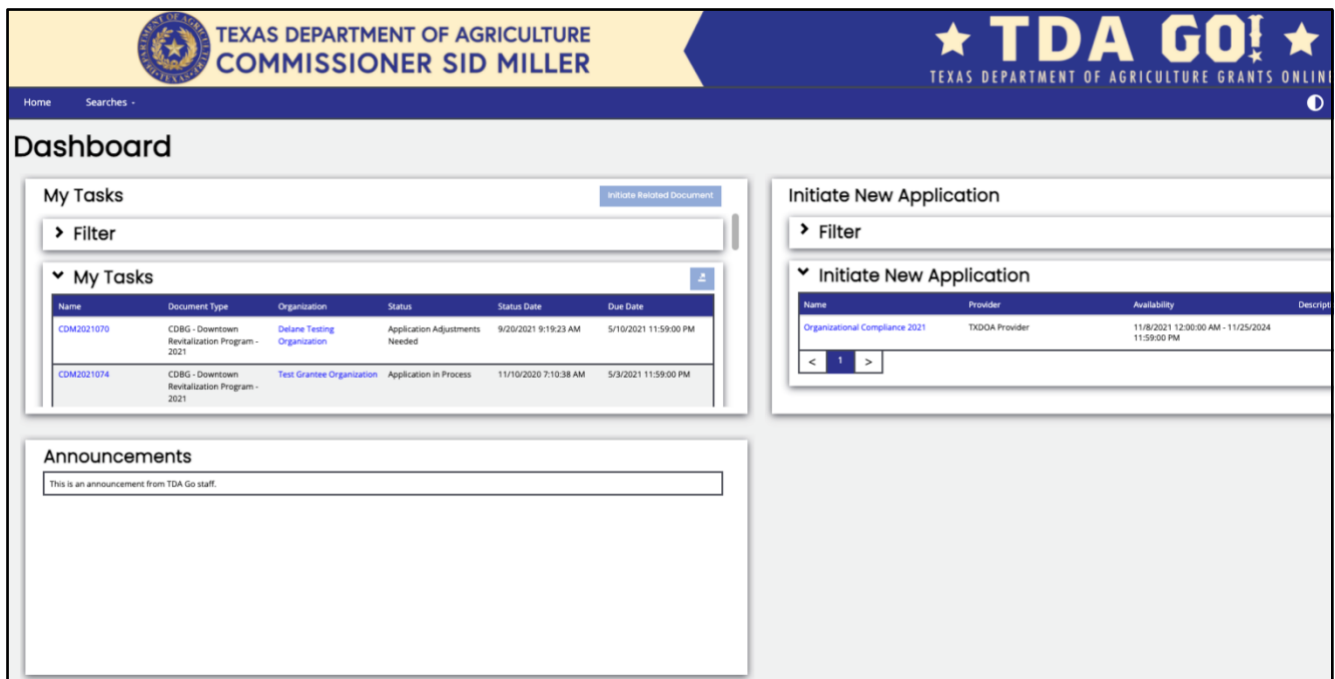 TEXAS DEPARTMENT OF AGRICULTURE
COMMISSIONER SID MILLER
TDA GO!
TEXAS DEPARTMENT OF AGRICULTURE GRANTS ONLINE
Home Searches
Dashboard
My Tasks
Initiate Related Document
Filter
My Tasks
Name Document Type Organization Status Status Date Due Date
CDM2021070 CDBG - Downtown Delane Testing Application Adjustments 9/20/2021 9:19:23 AM 5/10/2021 11:59:00 PM
Revitalization Program - Organization Needed
2021
CDM2021074 CDBG - Downtown Test Grantee Organization Application in Process 11/10/2020 7:10:38 AM 5/3/2021 11:59:00 PM
Revitalization Program -
2021
Initiate New Application
Filter
Initiate New Application
Name Provider Availability
Organizational Compliance 2021 TXDOA Provider 11/8/2021 12:00:00 AM - 11/25/2024
11:59:00 PM
< 1 >
Announcements
This is an announcement from TDA Go staff.